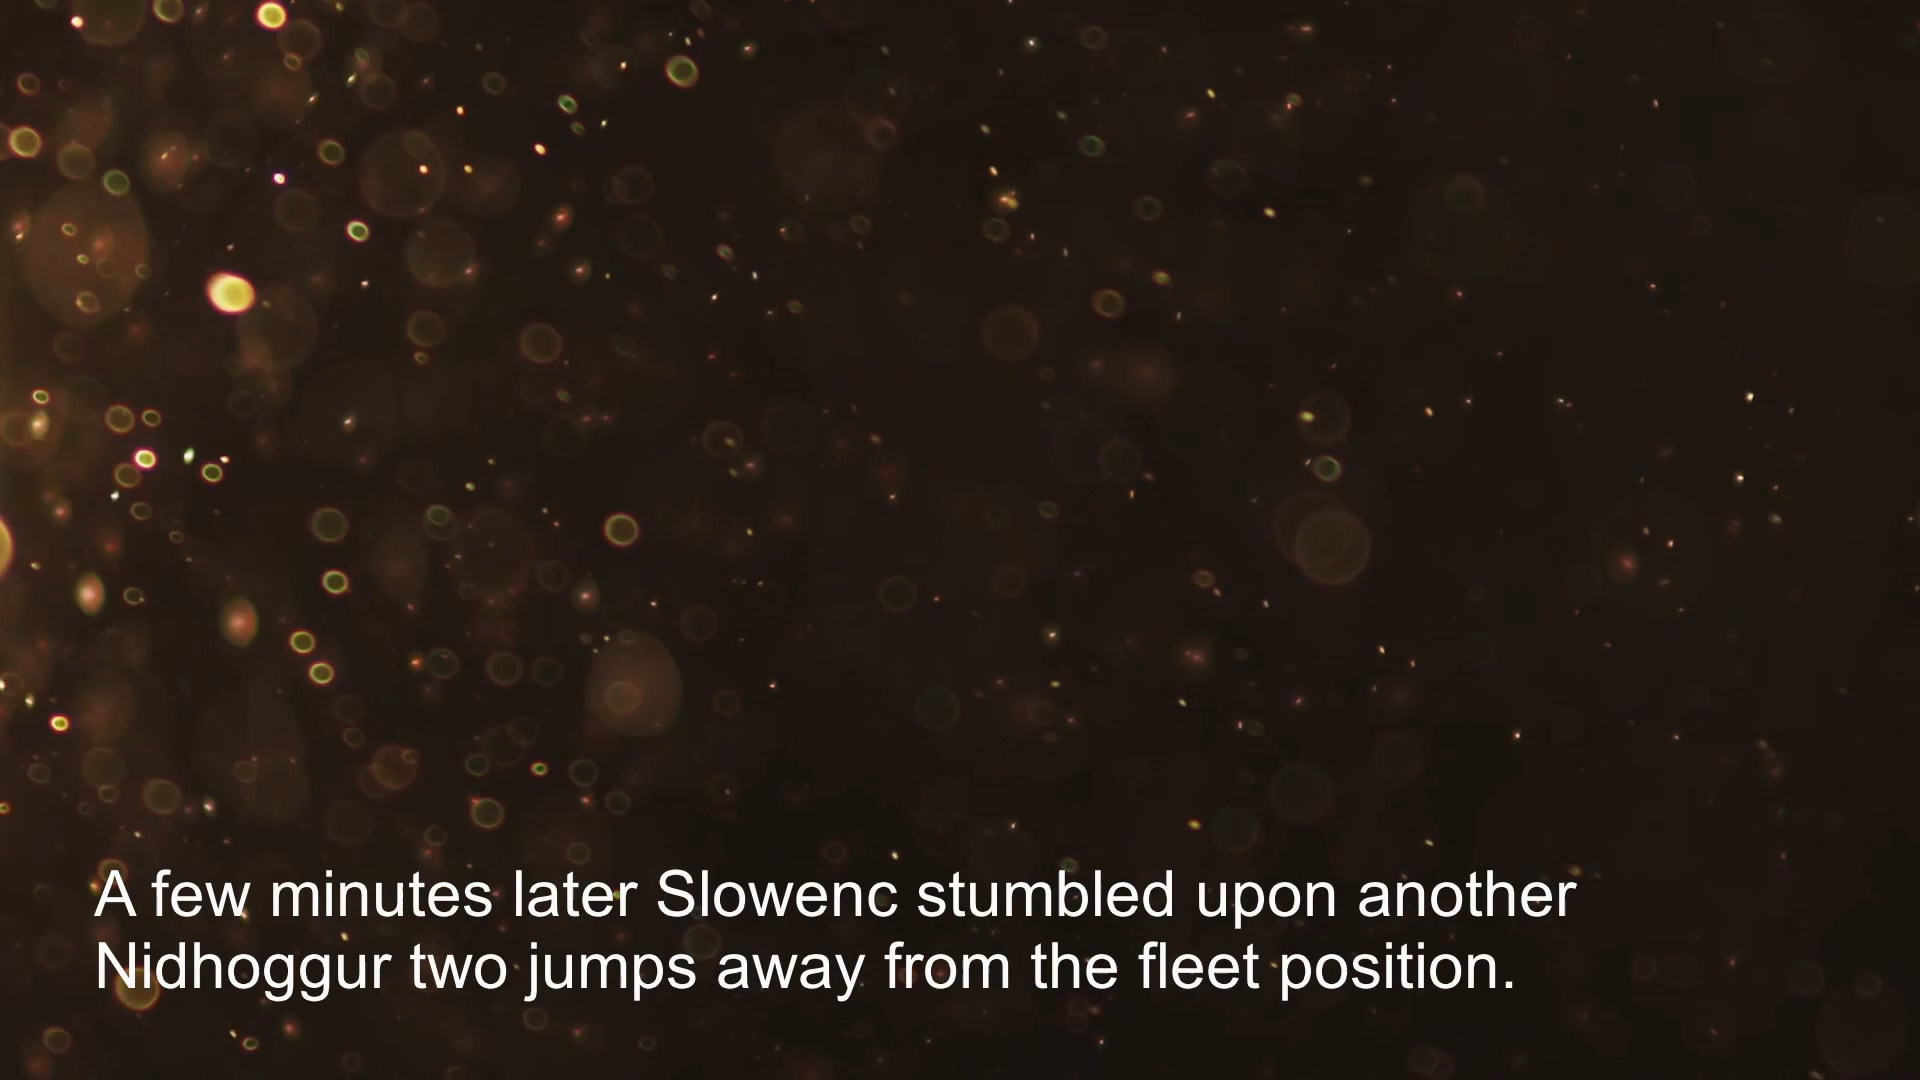 A few minutes later Slowenc stumbled upon another
Nidhoggur two jumps away from the fleet position.